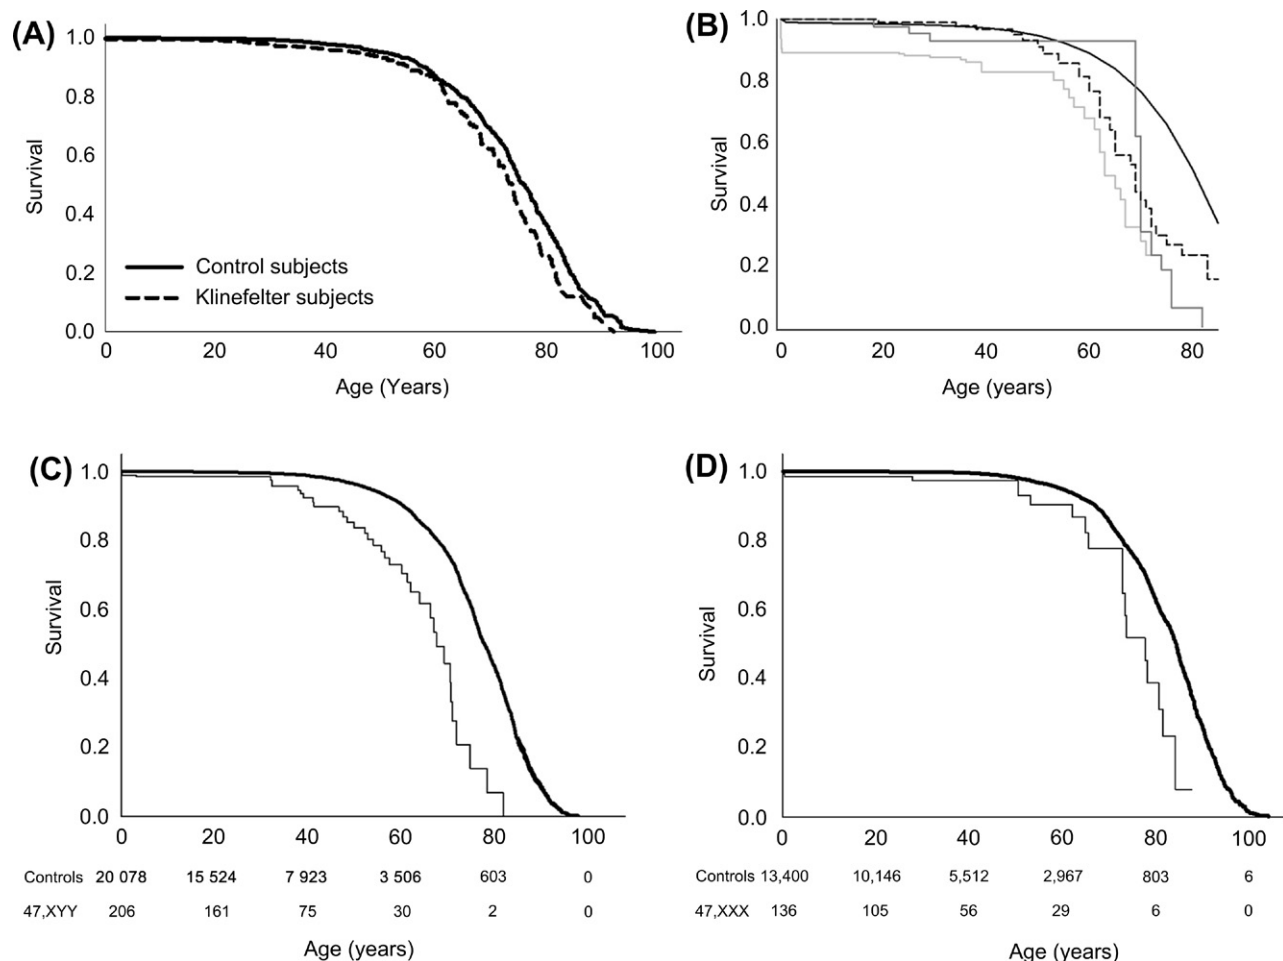 (A)
1.0
0.8
0.6
0.4
0.2
0.0
Survival
Control subjects
Klinefelter subjects
0 20 40 60 80 100
Age (Years)
(B)
1.0
0.8
0.6
0.4
0.2
0.0
Survival
0 20 40 60 80
Age (years)
(C)
1.0
0.8
0.6
0.4
0.2
0.0
Survival
0 20 40 60 80 100
Controls 20 078 15 524 7 923 3 506 603 0
47,XYY 206 161 75 30 2 0
Age (years)
(D)
1.0
0.8
0.6
0.4
0.2
0.0
Survival
0 20 40 60 80 100
Controls 13,400 10,146 5,512 2,967 803 6
47,XXX 136 105 56 29 6 0
Age (years)